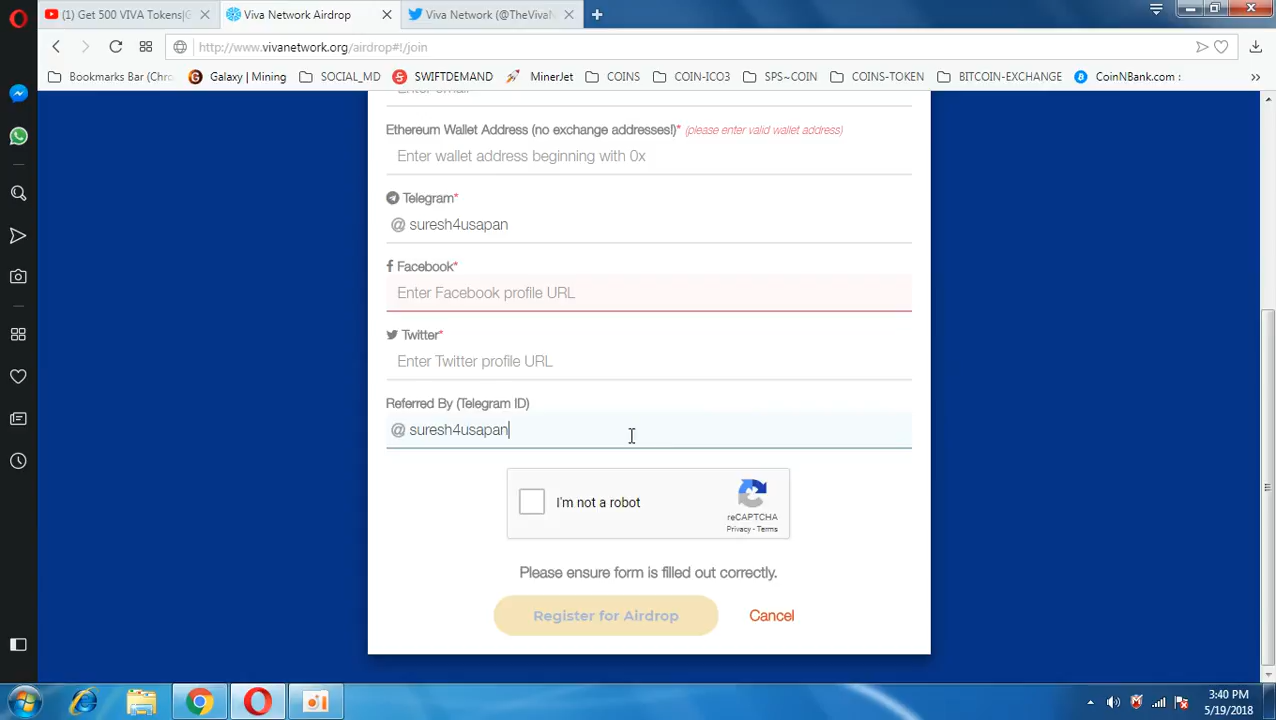 (1) Get 500 VIVA Tokens|G
Viva Network Airdrop
Viva Network (@TheVivaN
http://www.vivanetwork.org/airdrop#!/join
Bookmarks Bar (Chro
Galaxy | Mining
SOCIAL_MD
SWIFTDEMAND
MinerJet
COINS
COIN-ICO3
SPS~COIN
COINS-TOKEN
BITCOIN-EXCHANGE
CoinNBank.com :
Enter email
Ethereum Wallet Address (no exchange addresses!)* (please enter valid wallet address)
Enter wallet address beginning with 0x
Telegram*
@ suresh4usapan
Facebook*
Enter Facebook profile URL
Twitter*
Enter Twitter profile URL
Referred By (Telegram ID)
@ suresh4usapan
I'm not a robot
reCAPTCHA
Privacy - Terms
Please ensure form is filled out correctly.
Register for Airdrop
Cancel
3:40 PM
5/19/2018